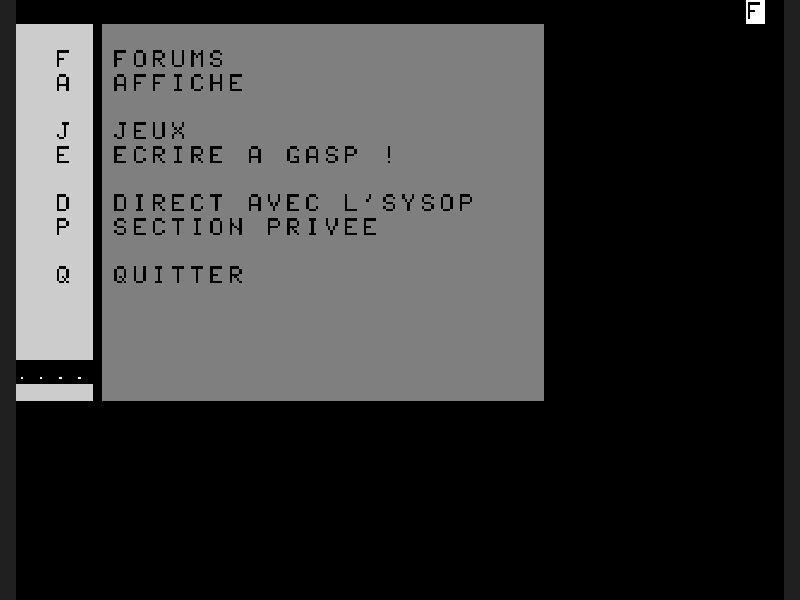 F
F FORUMS
A AFFICHE
J JEUX
E ECRIRE A GASP !
D DIRECT AVEC L'SYSOP
P SECTION PRIVEE
Q QUITTER
....